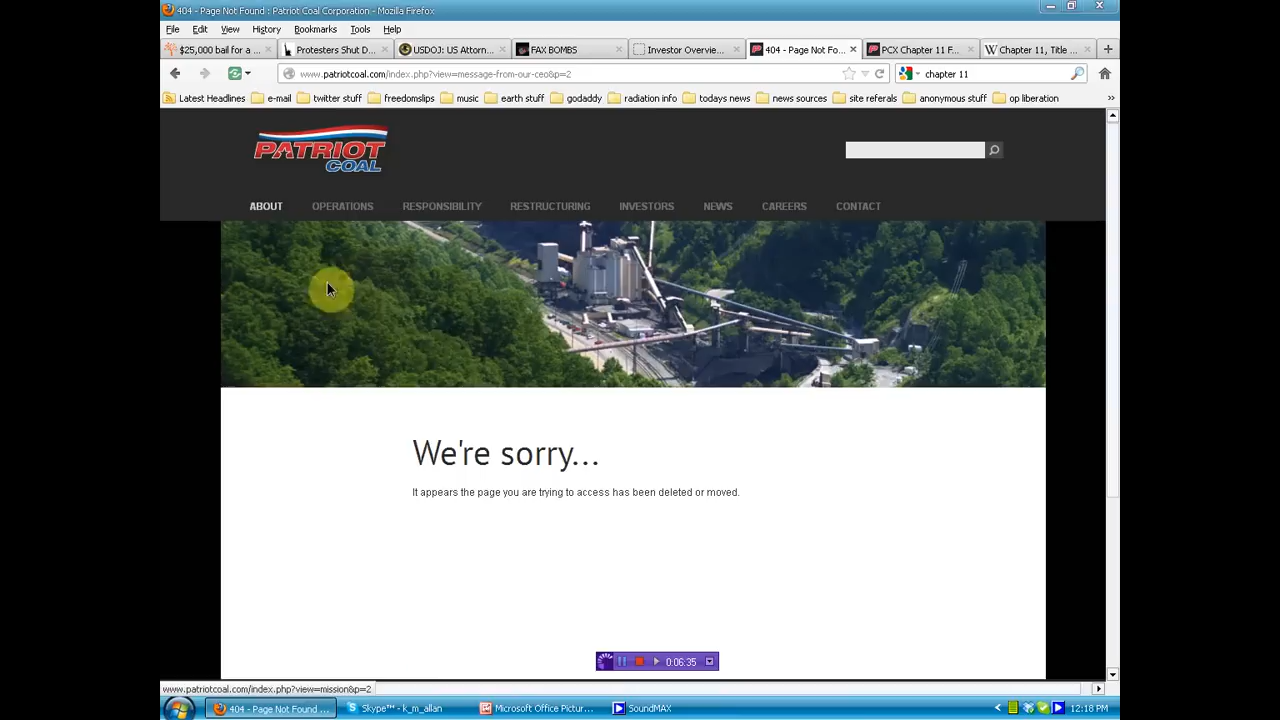 404 - Page Not Found : Patriot Coal Corporation - Mozilla Firefox
File Edit View History Bookmarks Tools Help
$25,000 bail for a ... Protesters Shut D... USDOJ: US Attorn... FAX BOMBS Investor Overvie... 404 - Page Not Fo... PCX Chapter 11 F... Chapter 11, Title ...
www.patriotcoal.com/index.php?view=message-from-our-ceo&p=2 chapter 11
Latest Headlines e-mail twitter stuff freedomslips music earth stuff godaddy radiation info todays news news sources site referals anonymous stuff op liberation »
PATRIOT
COAL
ABOUT OPERATIONS RESPONSIBILITY RESTRUCTURING INVESTORS NEWS CAREERS CONTACT
We're sorry...
It appears the page you are trying to access has been deleted or moved.
0:06:35
www.patriotcoal.com/index.php?view=mission&p=2
404 - Page Not Found ... Skype™ - k_m_allan Microsoft Office Pictur... SoundMAX 12:18 PM